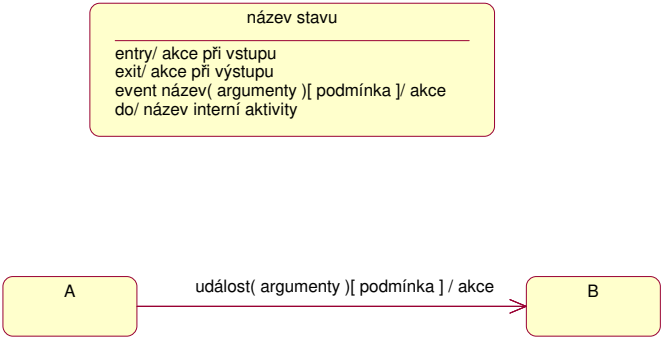 název stavu
entry/ akce při vstupu
exit/ akce při výstupu
event název( argumenty )[ podmínka ]/ akce
do/ název interní aktivity
A
událost( argumenty )[ podmínka ] / akce
B